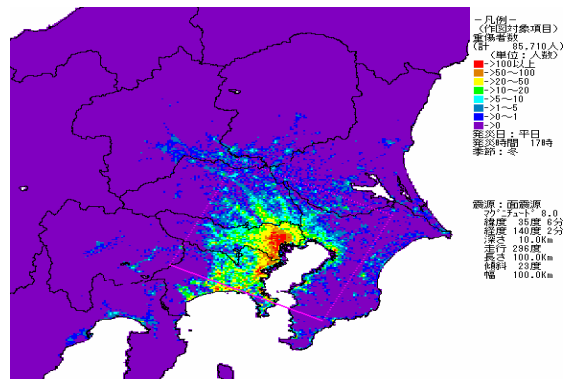 －凡例－
（作図対象項目）
重傷者数
(計　　85.710人)
（単位：人数）
->100以上
->50～100
->20～50
->10～20
->5～10
->1～5
->0～1
->0
発災日：平日
発災時間　17時
季節：冬
震源：面震源
マグニチュード 8.0
緯度　35度 6分
経度　140度 2分
深さ　10.0Km
走行　296度
長さ　100.0Km
傾斜　23度
幅　100.0Km